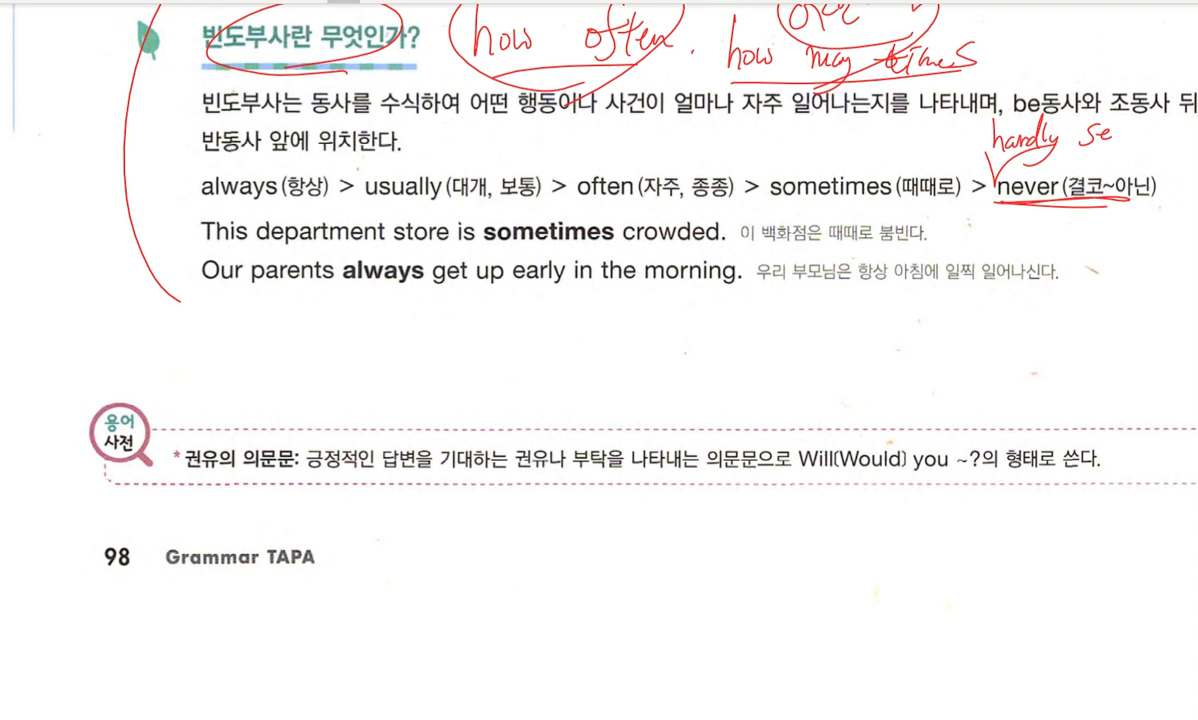 빈도부사란 무엇인가? how often. how may times
빈도부사는 동사를 수식하여 어떤 행동이나 사건이 얼마나 자주 일어나는지를 나타내며, be동사와 조동사 뒤
반동사 앞에 위치한다.
hardly se
always (항상) > usually (대개, 보통) > often (자주, 종종) > sometimes (때때로) > never (결코~아닌)
This department store is sometimes crowded. 이 백화점은 때때로 붐빈다.
Our parents always get up early in the morning. 우리 부모님은 항상 아침에 일찍 일어나신다.
용어
사전
* 권유의 의문문: 긍정적인 답변을 기대하는 권유나 부탁을 나타내는 의문문으로 Will(Would) you ~?의 형태로 쓴다.
98 Grammar TAPA